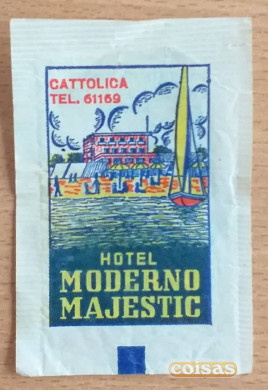 CATTOLICA
TEL. 61169
HOTEL
MODERNO
MAJESTIC
coisas